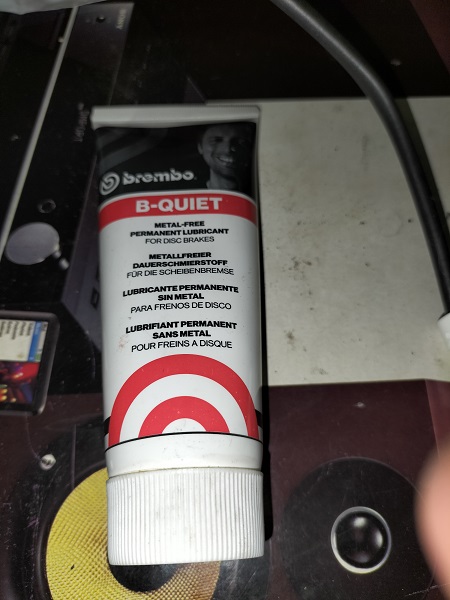 brembo
B-QUIET
METAL-FREE
PERMANENT LUBRICANT
FOR DISC BRAKES
METALLFREIER
DAUERSCHMIERSTOFF
FÜR DIE SCHEIBENBREMSE
LUBRICANTE PERMANENTE
SIN METAL
PARA FRENOS DE DISCO
LUBRIFIANT PERMANENT
SANS METAL
POUR FREINS A DISQUE